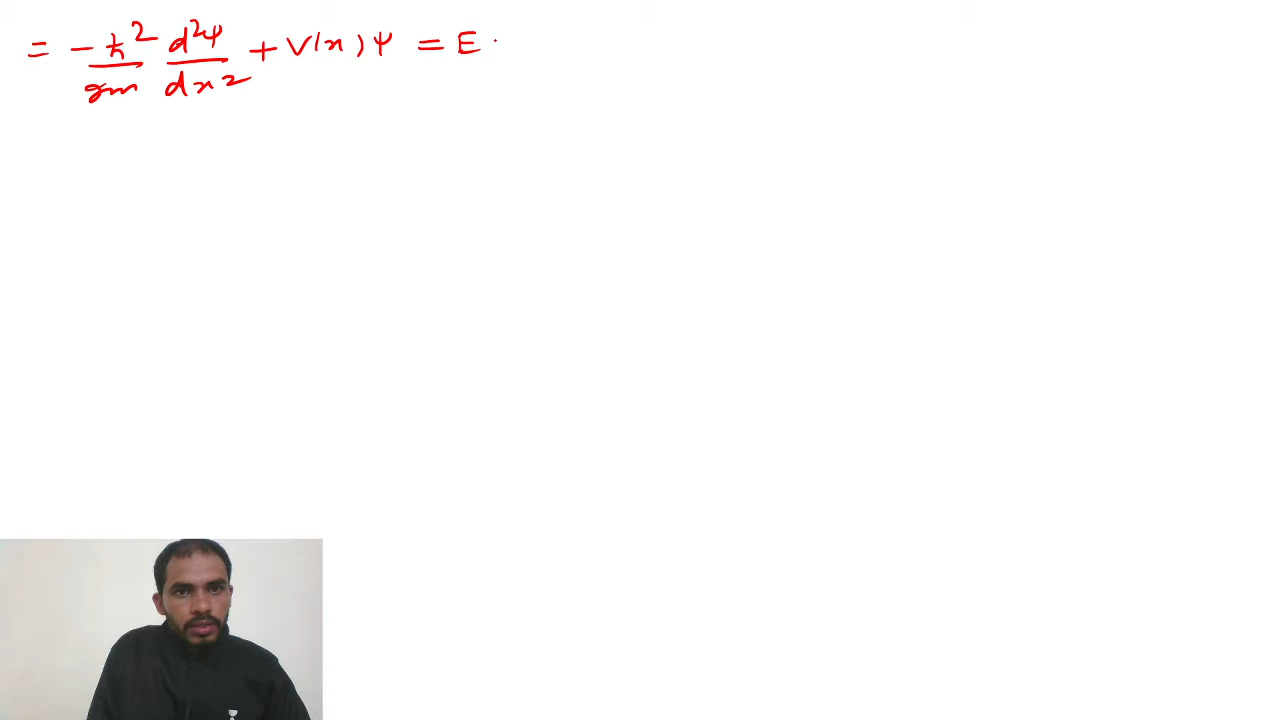 = -ħ²/2m d²ψ/dx² + V(x)ψ = E